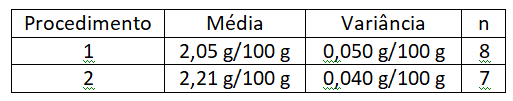 Procedimento Média Variância n
1 2,05 g/100 g 0,050 g/100 g 8
2 2,21 g/100 g 0,040 g/100 g 7